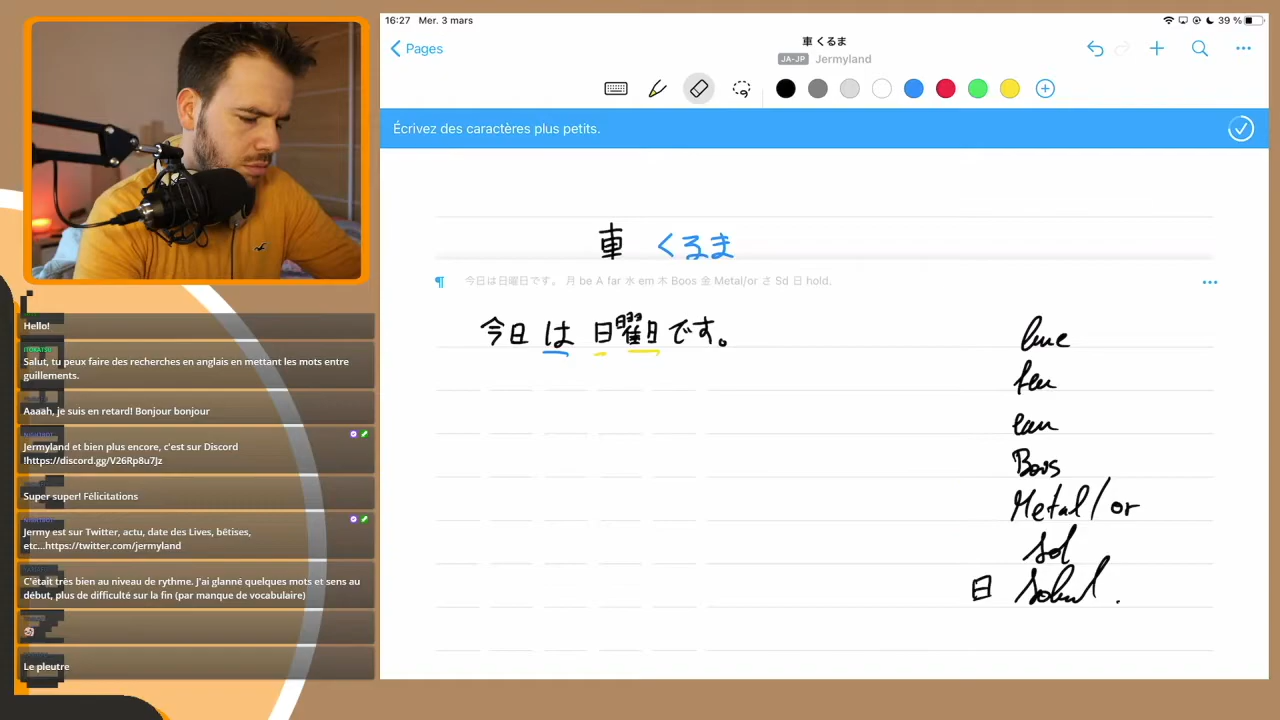 16:27 Mer. 3 mars
39 %
Pages
車 くるま
JA-JP Jermyland
Écrivez des caractères plus petits.
車 くるま
今日は日曜日です。 月 be A far 水 em 木 Boos 金 Metal/or さ Sd 日 hold.
今日は日曜日です。
lune
feu
eau
Bois
Metal/or
sol
日 soleil.
Hello!
Salut, tu peux faire des recherches en anglais en mettant les mots entre
guillements.
Aaaah, je suis en retard! Bonjour bonjour
Jermyland et bien plus encore, c'est sur Discord
!https://discord.gg/V26Rp8u7Jz
Super super! Félicitations
Jermy est sur Twitter, actu, date des Lives, bêtises,
etc...https://twitter.com/jermyland
C'était très bien au niveau de rythme. J'ai glanné quelques mots et sens au
début, plus de difficulté sur la fin (par manque de vocabulaire)
Le pleutre